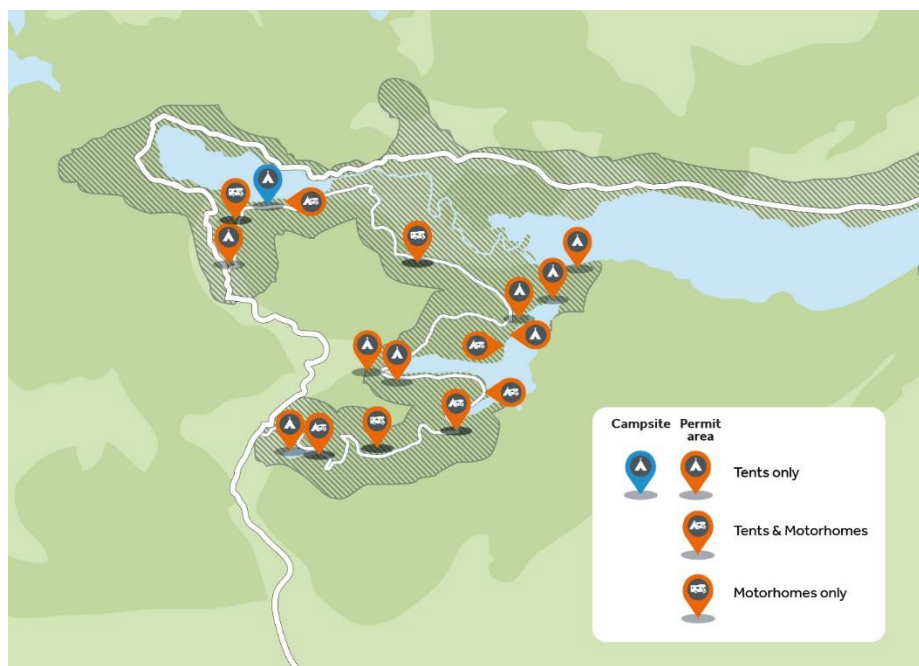 Campsite
Permit
area
Tents only
Tents & Motorhomes
Motorhomes only